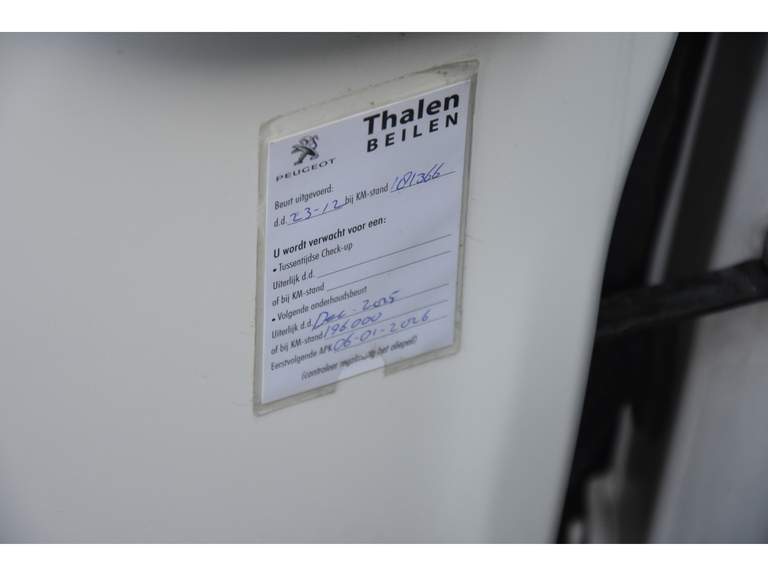 Thalen
BEILEN
PEUGEOT
Beurt uitgevoerd:
d.d. 23-12 bij KM-stand 181366
U wordt verwacht voor een:
• Tussentijdse Check-up
Uiterlijk d.d.
of bij KM-stand
• Volgende onderhoudsbeurt
Uiterlijk d.d. Dec. 2025
of bij KM-stand 196000
Eerstvolgende APK 06-01-2026
(controleer regelmatig het oliepeil)